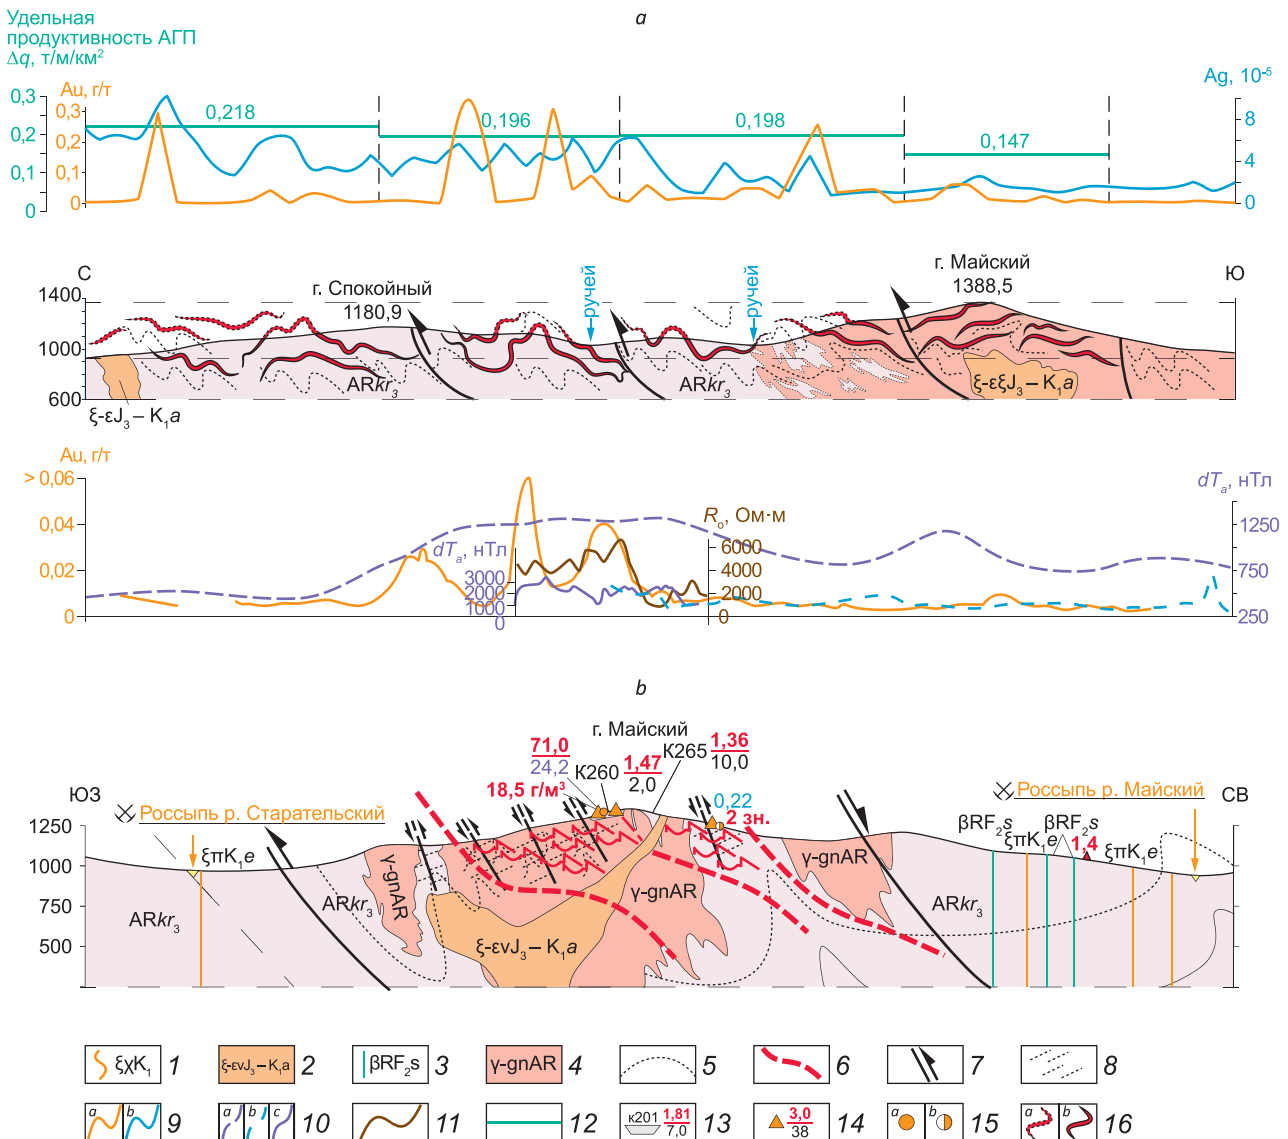 a
Удельная
продуктивность АГП
Δq, т/м/км²
Au, г/т
Ag, 10⁻⁵
0,3
0,2
0,1
0
0,3
0,2
0,1
0
0,218
0,196
0,198
0,147
8
4
0
С
г. Спокойный
1180,9
ручей
ручей
г. Майский
1388,5
Ю
1400
1000
600
ARkr₃
ARkr₃
ξ-εξJ₃ – K₁a
ξ-εJ₃ – K₁a
Au, г/т
> 0,06
0,04
0,02
0
dTₐ, нТл
3000
2000
1000
0
Rₒ, Ом·м
6000
4000
2000
0
dTₐ, нТл
1250
750
250
b
г. Майский
71,0
24,2
К260
1,47
2,0
К265
1,36
10,0
18,5 г/м³
0,22
2 зн.
ЮЗ
Россыпь р. Старательский
Россыпь р. Майский
СВ
1250
1000
750
500
ξπK₁e
ARkr₃
ARkr₃
γ-gnAR
ξ-ενJ₃ – K₁a
γ-gnAR
γ-gnAR
ARkr₃
βRF₂s
ξπK₁e
βRF₂s
1,4
ξπK₁e
ξχK₁ 1
ξ-ενJ₃ – K₁a 2
βRF₂s 3
γ-gnAR 4
5
6
7
8
a b 9
a b c 10
11
12
к201 1,81
7,0 13
3,0
38 14
a b 15
a b 16